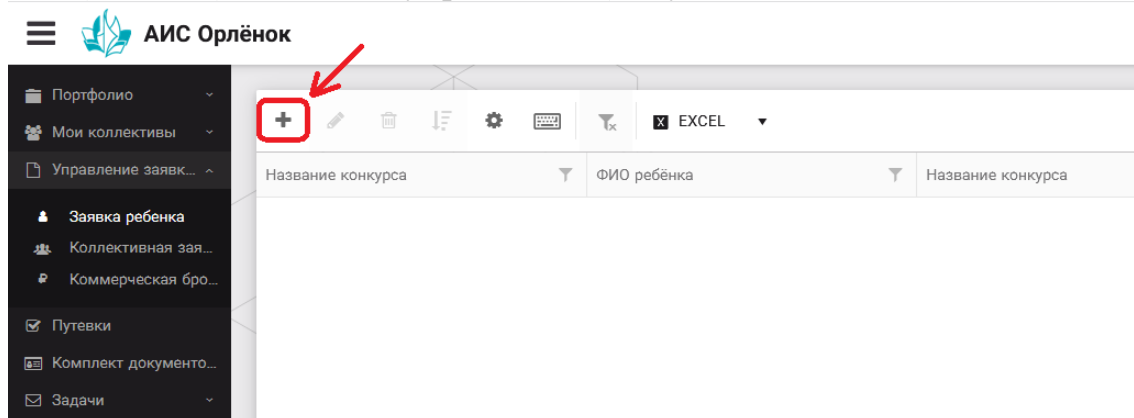 АИС Орлёнок
Портфолио
Мои коллективы
Управление заявк...
Заявка ребенка
Коллективная зая...
Коммерческая бро...
Путевки
Комплект документо...
Задачи
EXCEL
Название конкурса ФИО ребёнка Название конкурса